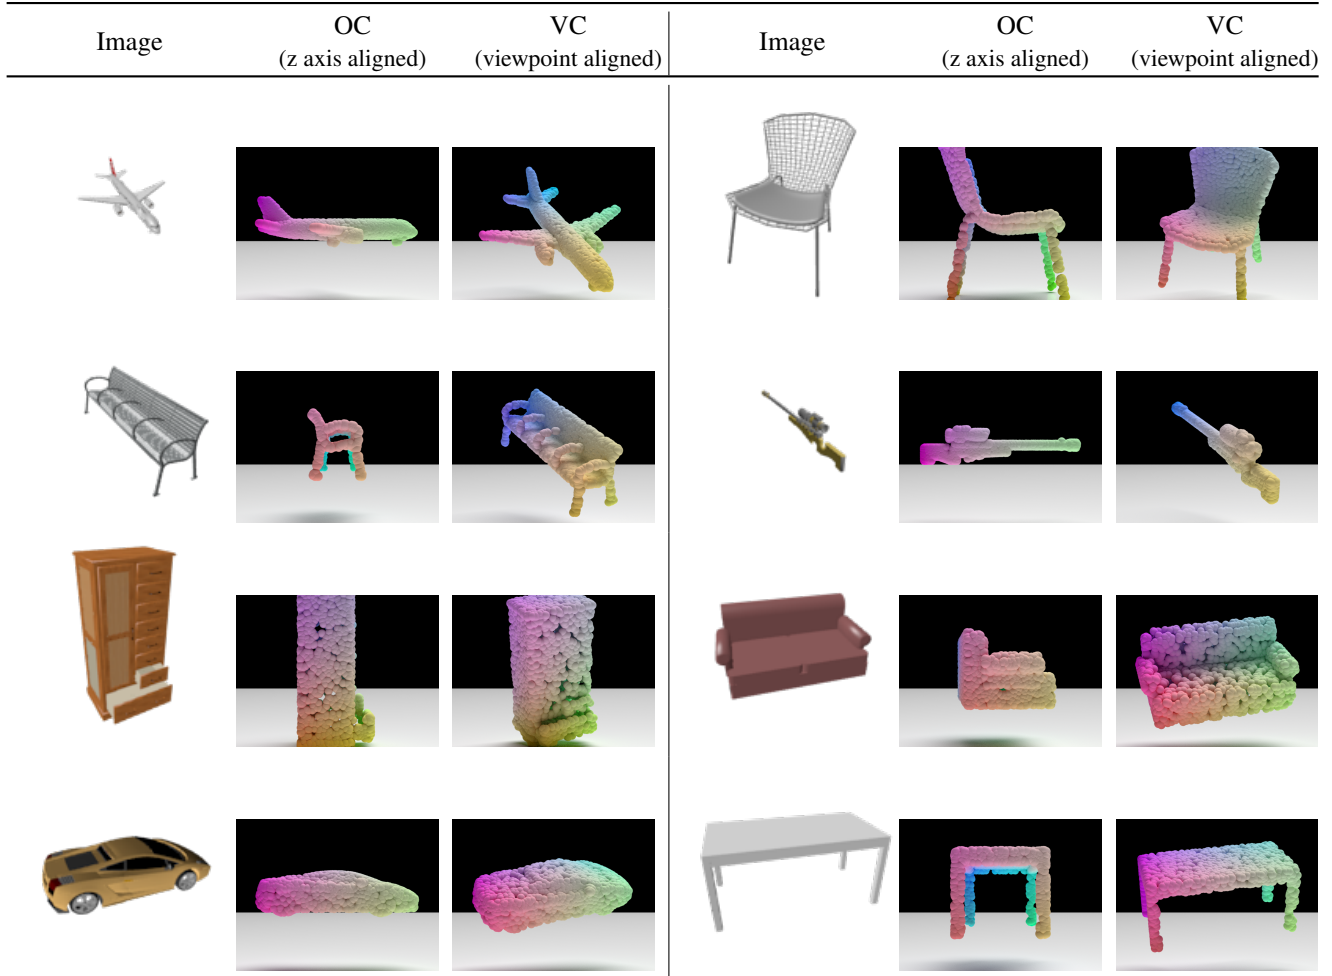 Image
OC
(z axis aligned)
VC
(viewpoint aligned)
Image
OC
(z axis aligned)
VC
(viewpoint aligned)